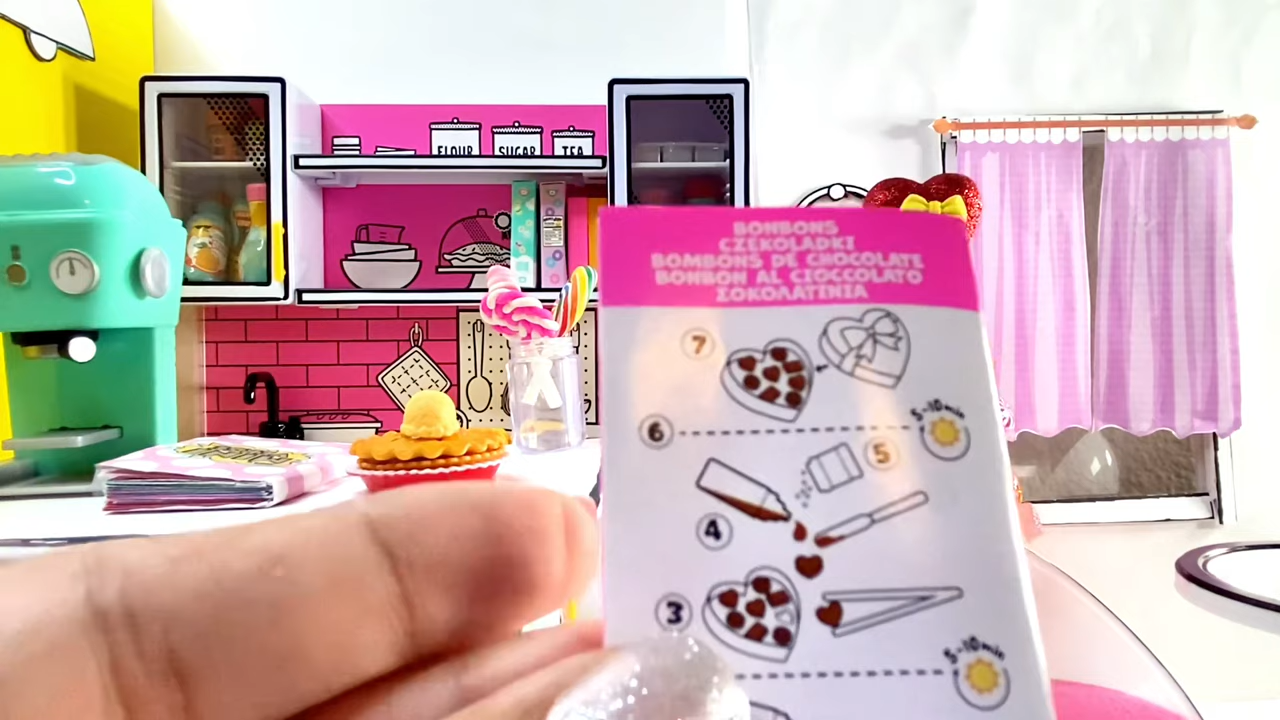 FLOUR
SUGAR
TEA
BONBONS
CZEKOLADKI
BOMBONS DE CHOCOLATE
BONBON AL CIOCCOLATO
ΣΟΚΟΛΑΤΙΝΙΑ
7
5-10 min
6
5
4
3
5-10 min